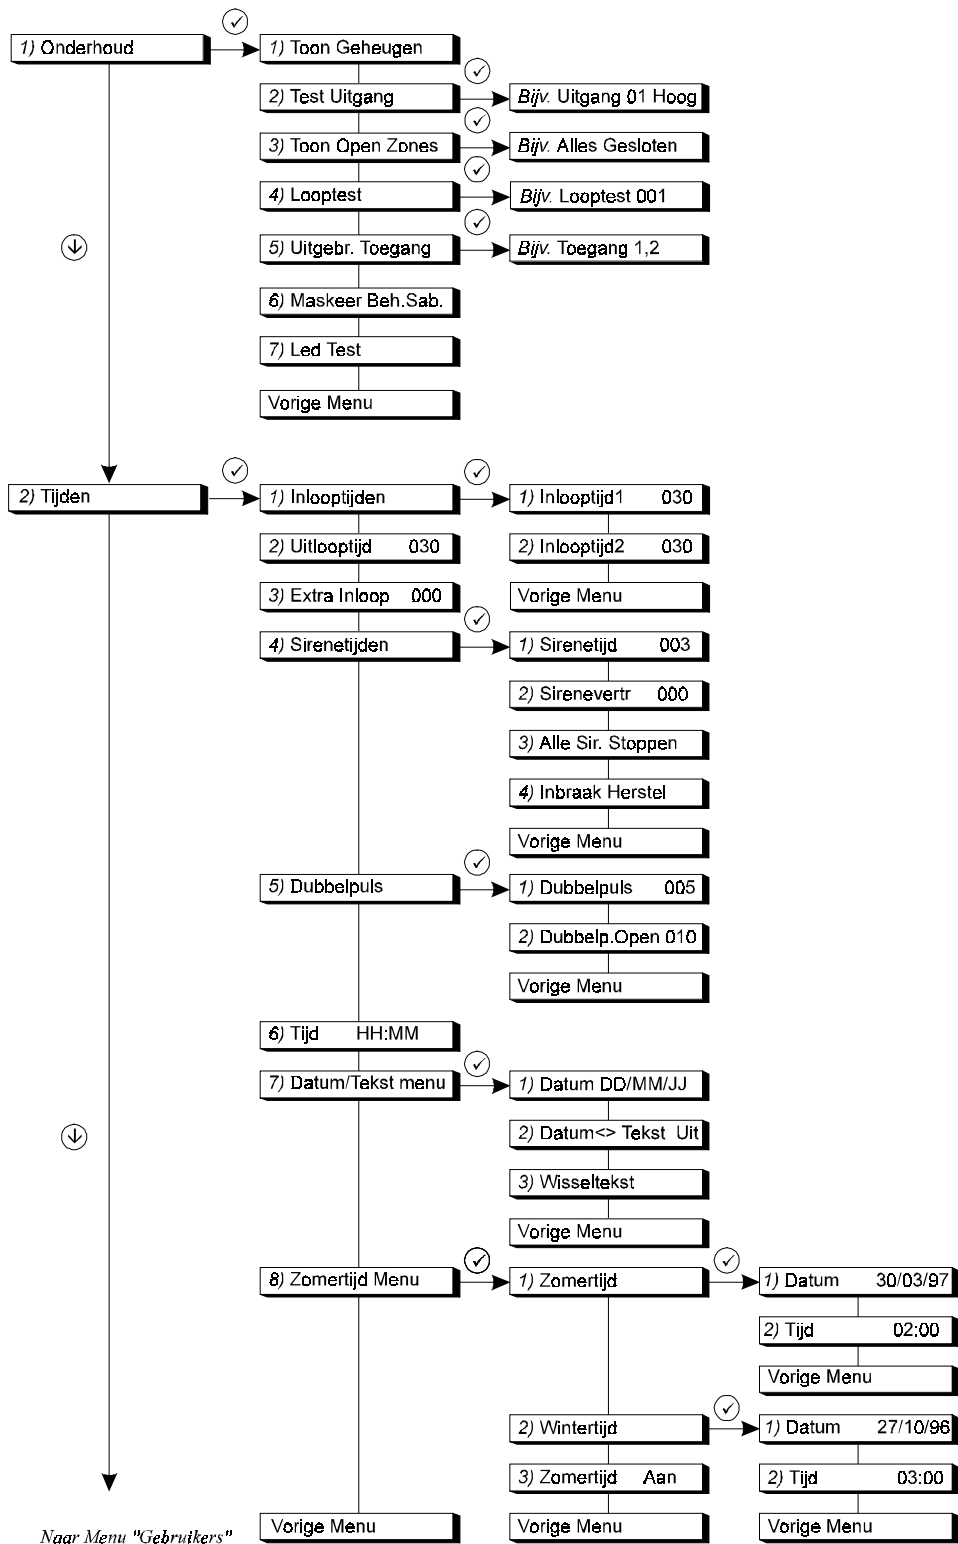 1) Onderhoud
1) Toon Geheugen
2) Test Uitgang
Bijv. Uitgang 01 Hoog
3) Toon Open Zones
Bijv. Alles Gesloten
4) Looptest
Bijv. Looptest 001
5) Uitgebr. Toegang
Bijv. Toegang 1,2
6) Maskeer Beh.Sab.
7) Led Test
Vorige Menu
2) Tijden
1) Inlooptijden
1) Inlooptijd1 030
2) Uitlooptijd 030
2) Inlooptijd2 030
3) Extra Inloop 000
Vorige Menu
4) Sirenetijden
1) Sirenetijd 003
2) Sirenevertr 000
3) Alle Sir. Stoppen
4) Inbraak Herstel
Vorige Menu
5) Dubbelpuls
1) Dubbelpuls 005
2) Dubbelp.Open 010
Vorige Menu
6) Tijd HH:MM
7) Datum/Tekst menu
1) Datum DD/MM/JJ
2) Datum<> Tekst Uit
3) Wisseltekst
Vorige Menu
8) Zomertijd Menu
1) Zomertijd
1) Datum 30/03/97
2) Tijd 02:00
Vorige Menu
2) Wintertijd
1) Datum 27/10/96
3) Zomertijd Aan
2) Tijd 03:00
Naar Menu "Gebruikers"
Vorige Menu
Vorige Menu
Vorige Menu